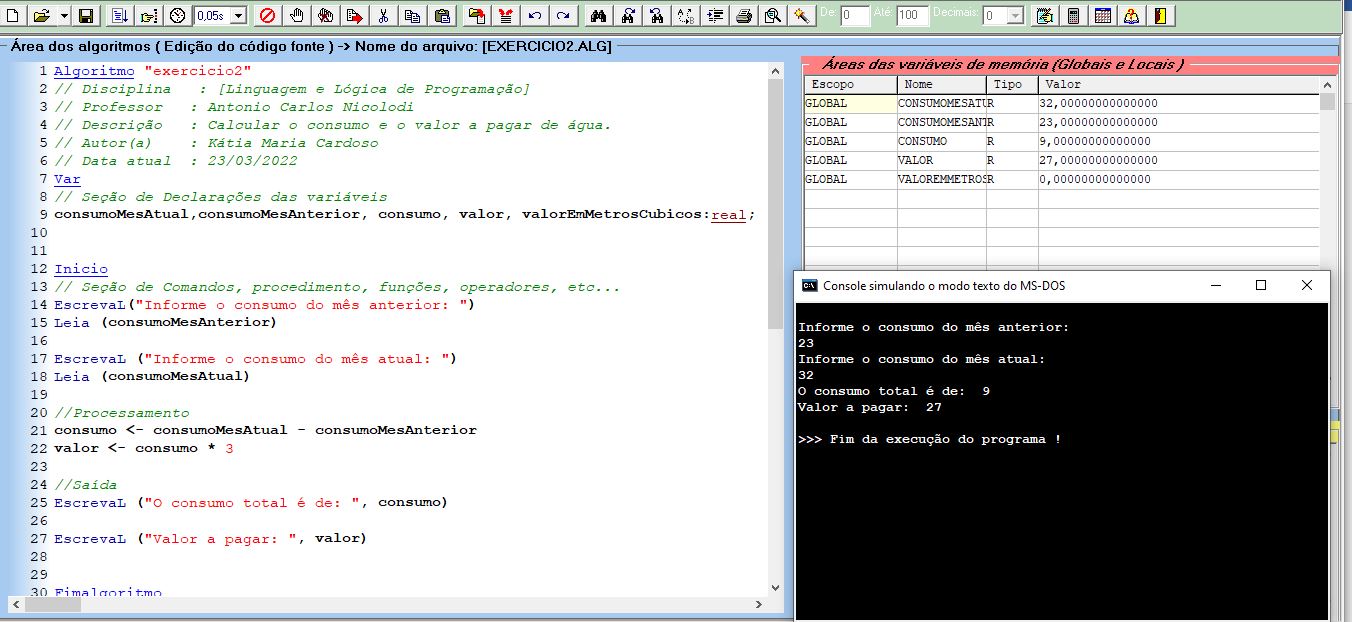 0,05s De: 0 Até: 100 Decimais: 0
Área dos algoritmos ( Edição do código fonte ) -> Nome do arquivo: [EXERCICIO2.ALG]
1 Algoritmo "exercicio2"
2 // Disciplina : [Linguagem e Lógica de Programação]
3 // Professor : Antonio Carlos Nicolodi
4 // Descrição : Calcular o consumo e o valor a pagar de água.
5 // Autor(a) : Kátia Maria Cardoso
6 // Data atual : 23/03/2022
7 Var
8 // Seção de Declarações das variáveis
9 consumoMesAtual,consumoMesAnterior, consumo, valor, valorEmMetrosCubicos:real;
10
11
12 Inicio
13 // Seção de Comandos, procedimento, funções, operadores, etc...
14 EscrevaL("Informe o consumo do mês anterior: ")
15 Leia (consumoMesAnterior)
16
17 EscrevaL ("Informe o consumo do mês atual: ")
18 Leia (consumoMesAtual)
19
20 //Processamento
21 consumo <- consumoMesAtual - consumoMesAnterior
22 valor <- consumo * 3
23
24 //Saída
25 EscrevaL ("O consumo total é de: ", consumo)
26
27 EscrevaL ("Valor a pagar: ", valor)
28
29
30 Fimalgoritmo
Áreas das variáveis de memória (Globais e Locais )
Escopo Nome Tipo Valor
GLOBAL CONSUMOMESATU R 32,00000000000000
GLOBAL CONSUMOMESANT R 23,00000000000000
GLOBAL CONSUMO R 9,00000000000000
GLOBAL VALOR R 27,00000000000000
GLOBAL VALOREMMETROS R 0,00000000000000
Console simulando o modo texto do MS-DOS
Informe o consumo do mês anterior:
23
Informe o consumo do mês atual:
32
O consumo total é de: 9
Valor a pagar: 27
>>> Fim da execução do programa !